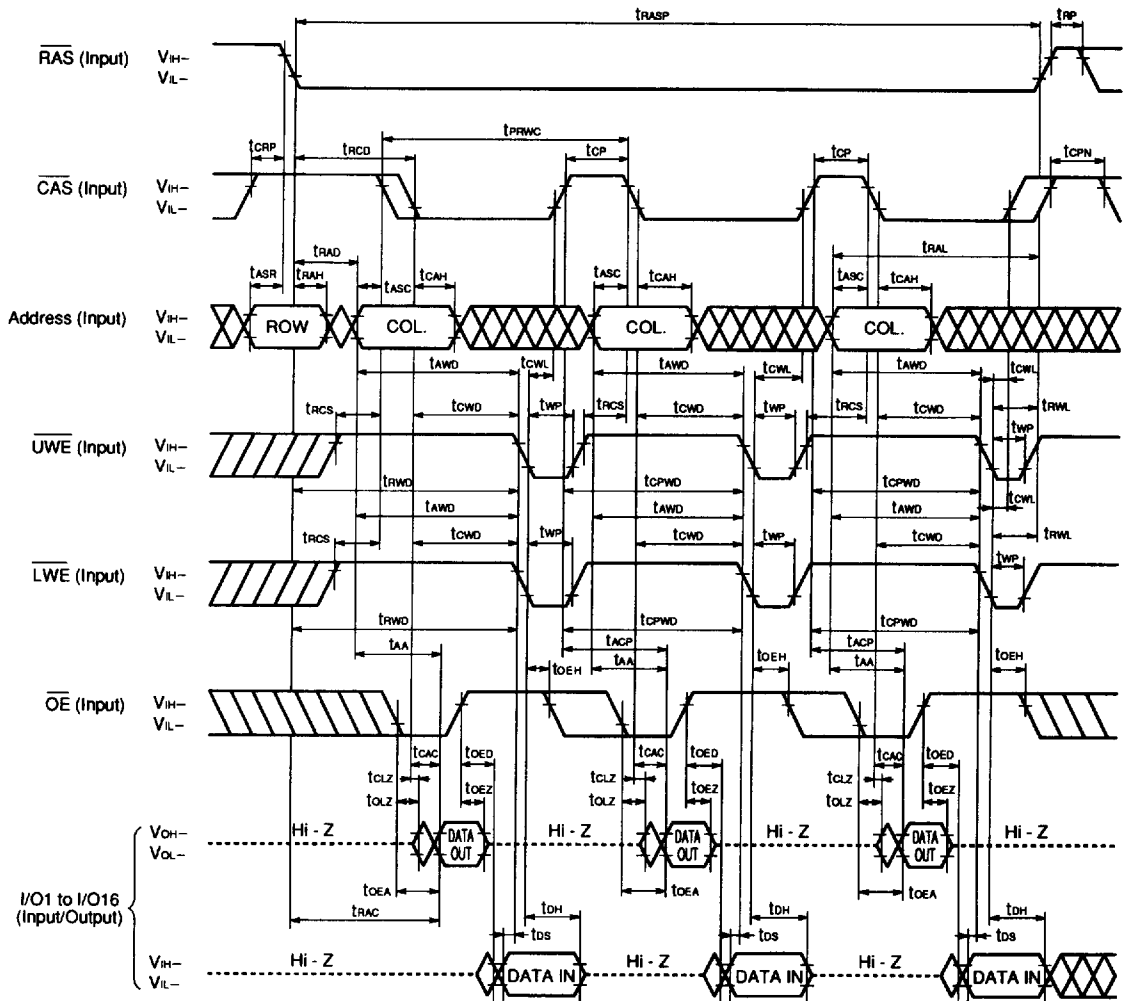 tRASP tRP
RAS (Input) VIH–
VIL–
tPRWC
tCRP tRCD tCP tCP tCPN
CAS (Input) VIH–
VIL–
tRAD tRAL
tASR tRAH tASC tCAH tASC tCAH tASC tCAH
Address (Input) VIH–
VIL–
ROW COL. COL. COL.
tAWD tCWL tAWD tCWL tAWD tCWL
tRCS tCWD tWP tRCS tCWD tWP tRCS tCWD tRWL
tWP
UWE (Input) VIH–
VIL–
tRWD tCPWD tCPWD tCWL
tAWD tAWD tAWD
tRCS tCWD tWP tCWD tWP tCWD tRWL
tWP
LWE (Input) VIH–
VIL–
tRWD tCPWD tCPWD
tAA tACP tACP
tOEH tAA tOEH tAA tOEH
OE (Input) VIH–
VIL–
tCAC tOED tCAC tOED tCAC tOED
tCLZ tCLZ tCLZ
tOLZ tOEZ tOLZ tOEZ tOLZ tOEZ
VOH–
VOL–
Hi - Z DATA OUT Hi - Z DATA OUT Hi - Z DATA OUT Hi - Z
I/O1 to I/O16
(Input/Output)
tOEA tOEA tOEA
tRAC tDH tDH tDH
tDS tDS tDS
VIH–
VIL–
Hi - Z DATA IN Hi - Z DATA IN Hi - Z DATA IN